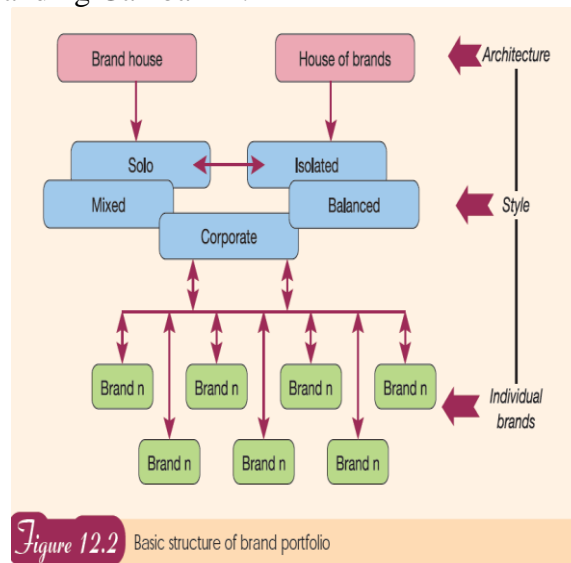 Brand house
House of brands
Architecture
Solo
Isolated
Mixed
Balanced
Style
Corporate
Brand n
Brand n
Brand n
Brand n
Individual
brands
Brand n
Brand n
Brand n
Figure 12.2 Basic structure of brand portfolio